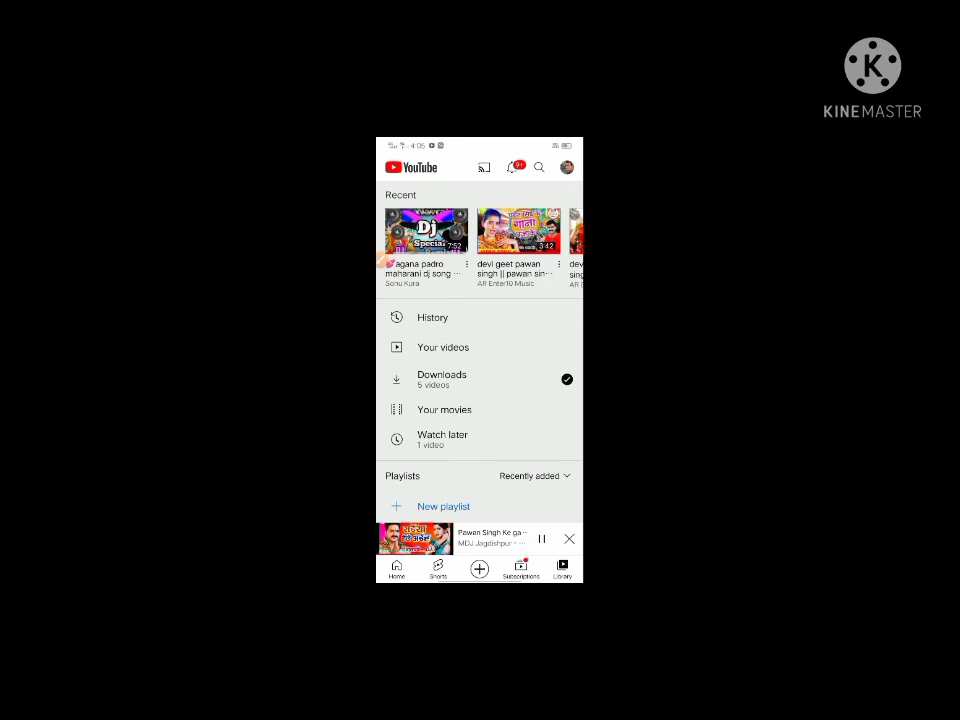 KINEMASTER
4:05
YouTube
9+
Recent
Dj
Special
7:52
गाना
3:42
agana padro
maharani dj song ...
Sonu Kura
devi geet pawan
singh || pawan sin...
AR Enter10 Music
History
Your videos
Downloads
5 videos
Your movies
Watch later
1 video
Playlists
Recently added
New playlist
Pawan Singh Ke ga...
MDJ Jagdishpur - ...
Home
Shorts
Subscriptions
Library